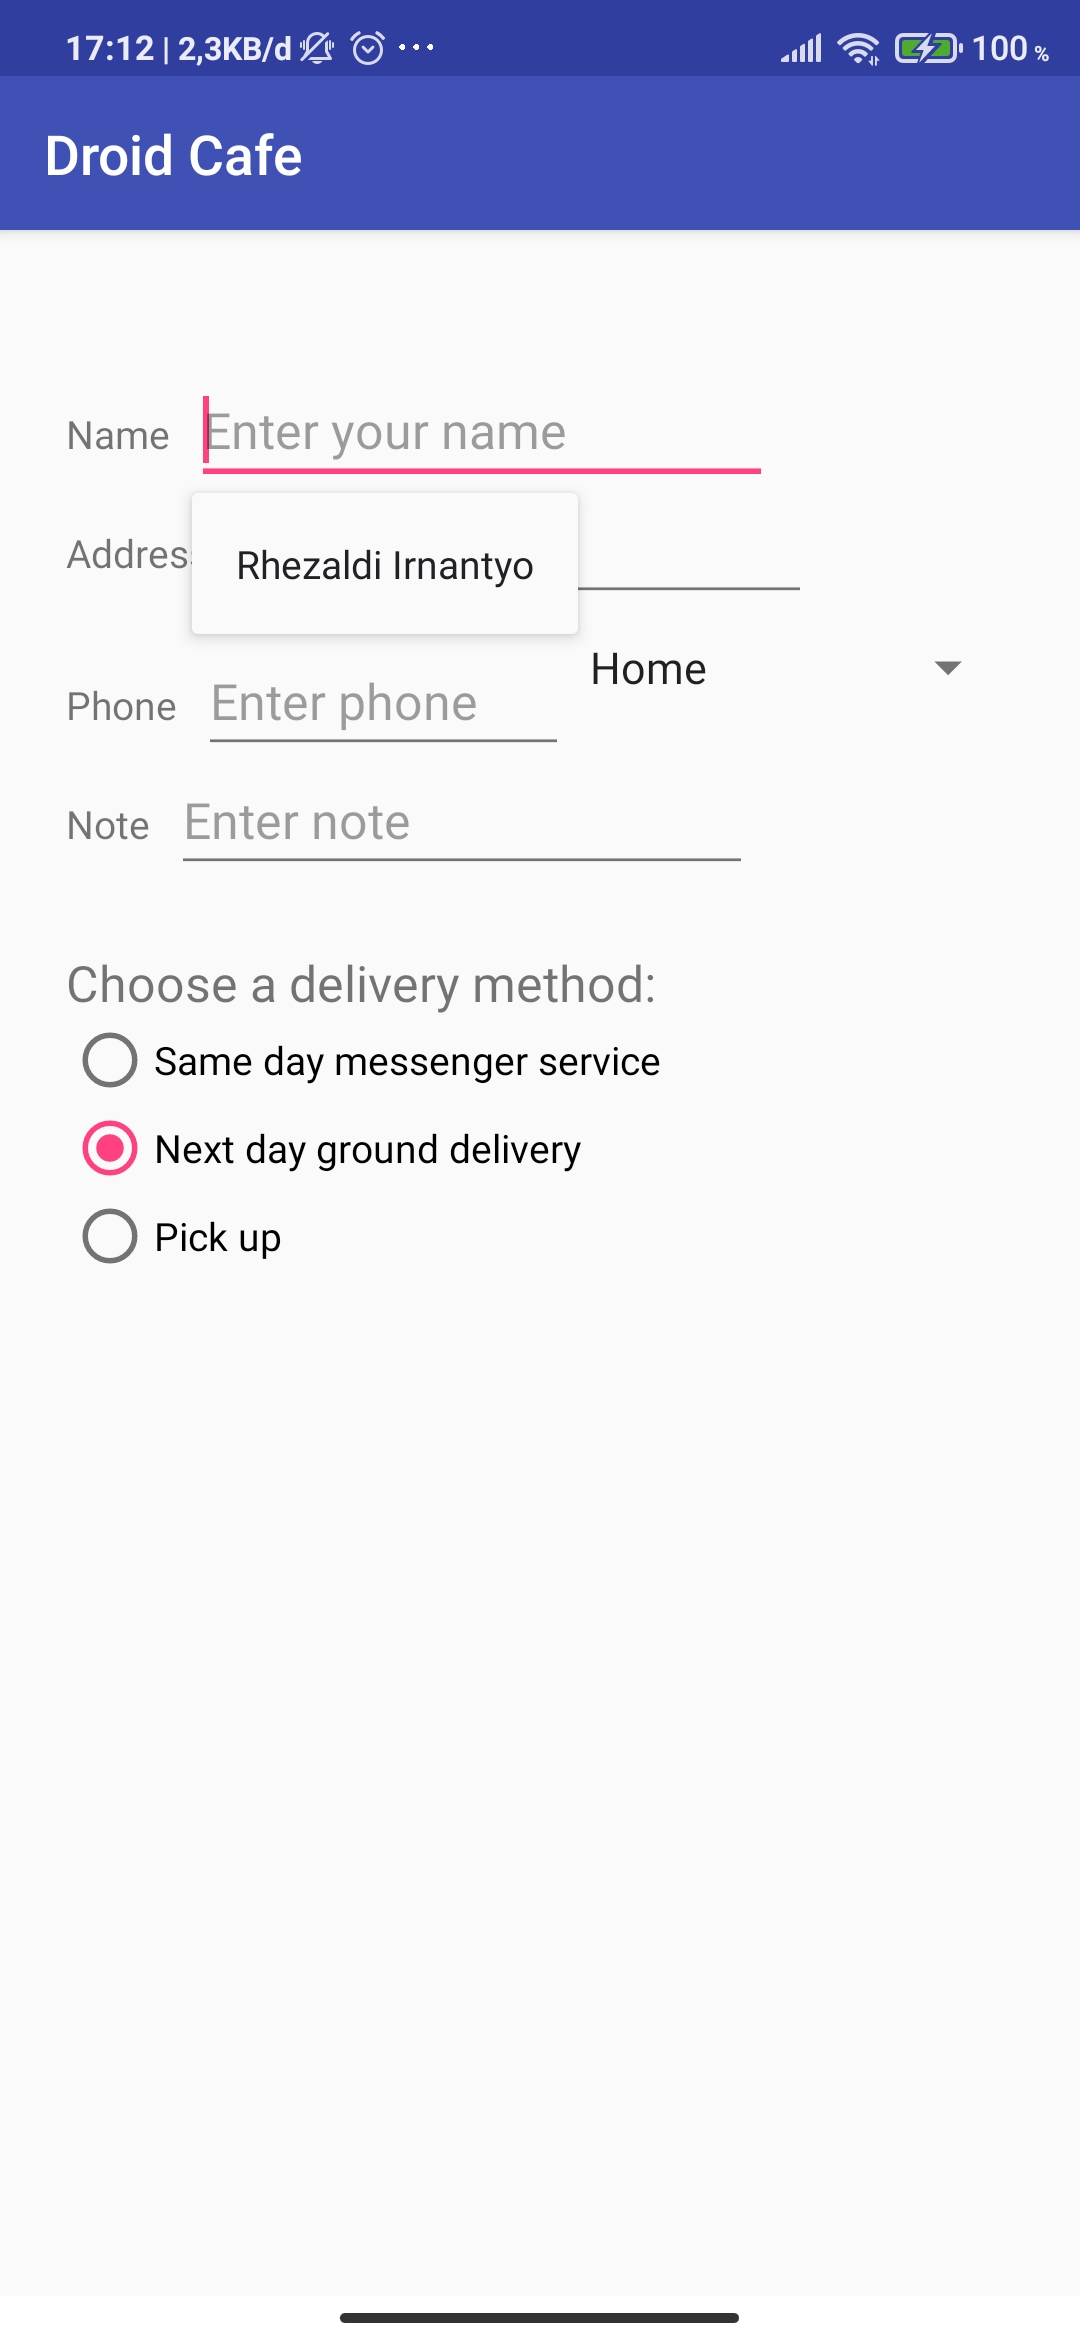 17:12 | 2,3KB/d 100 %
Droid Cafe
Name Enter your name
Address
Rhezaldi Irnantyo
Home
Phone Enter phone
Note Enter note
Choose a delivery method:
Same day messenger service
Next day ground delivery
Pick up